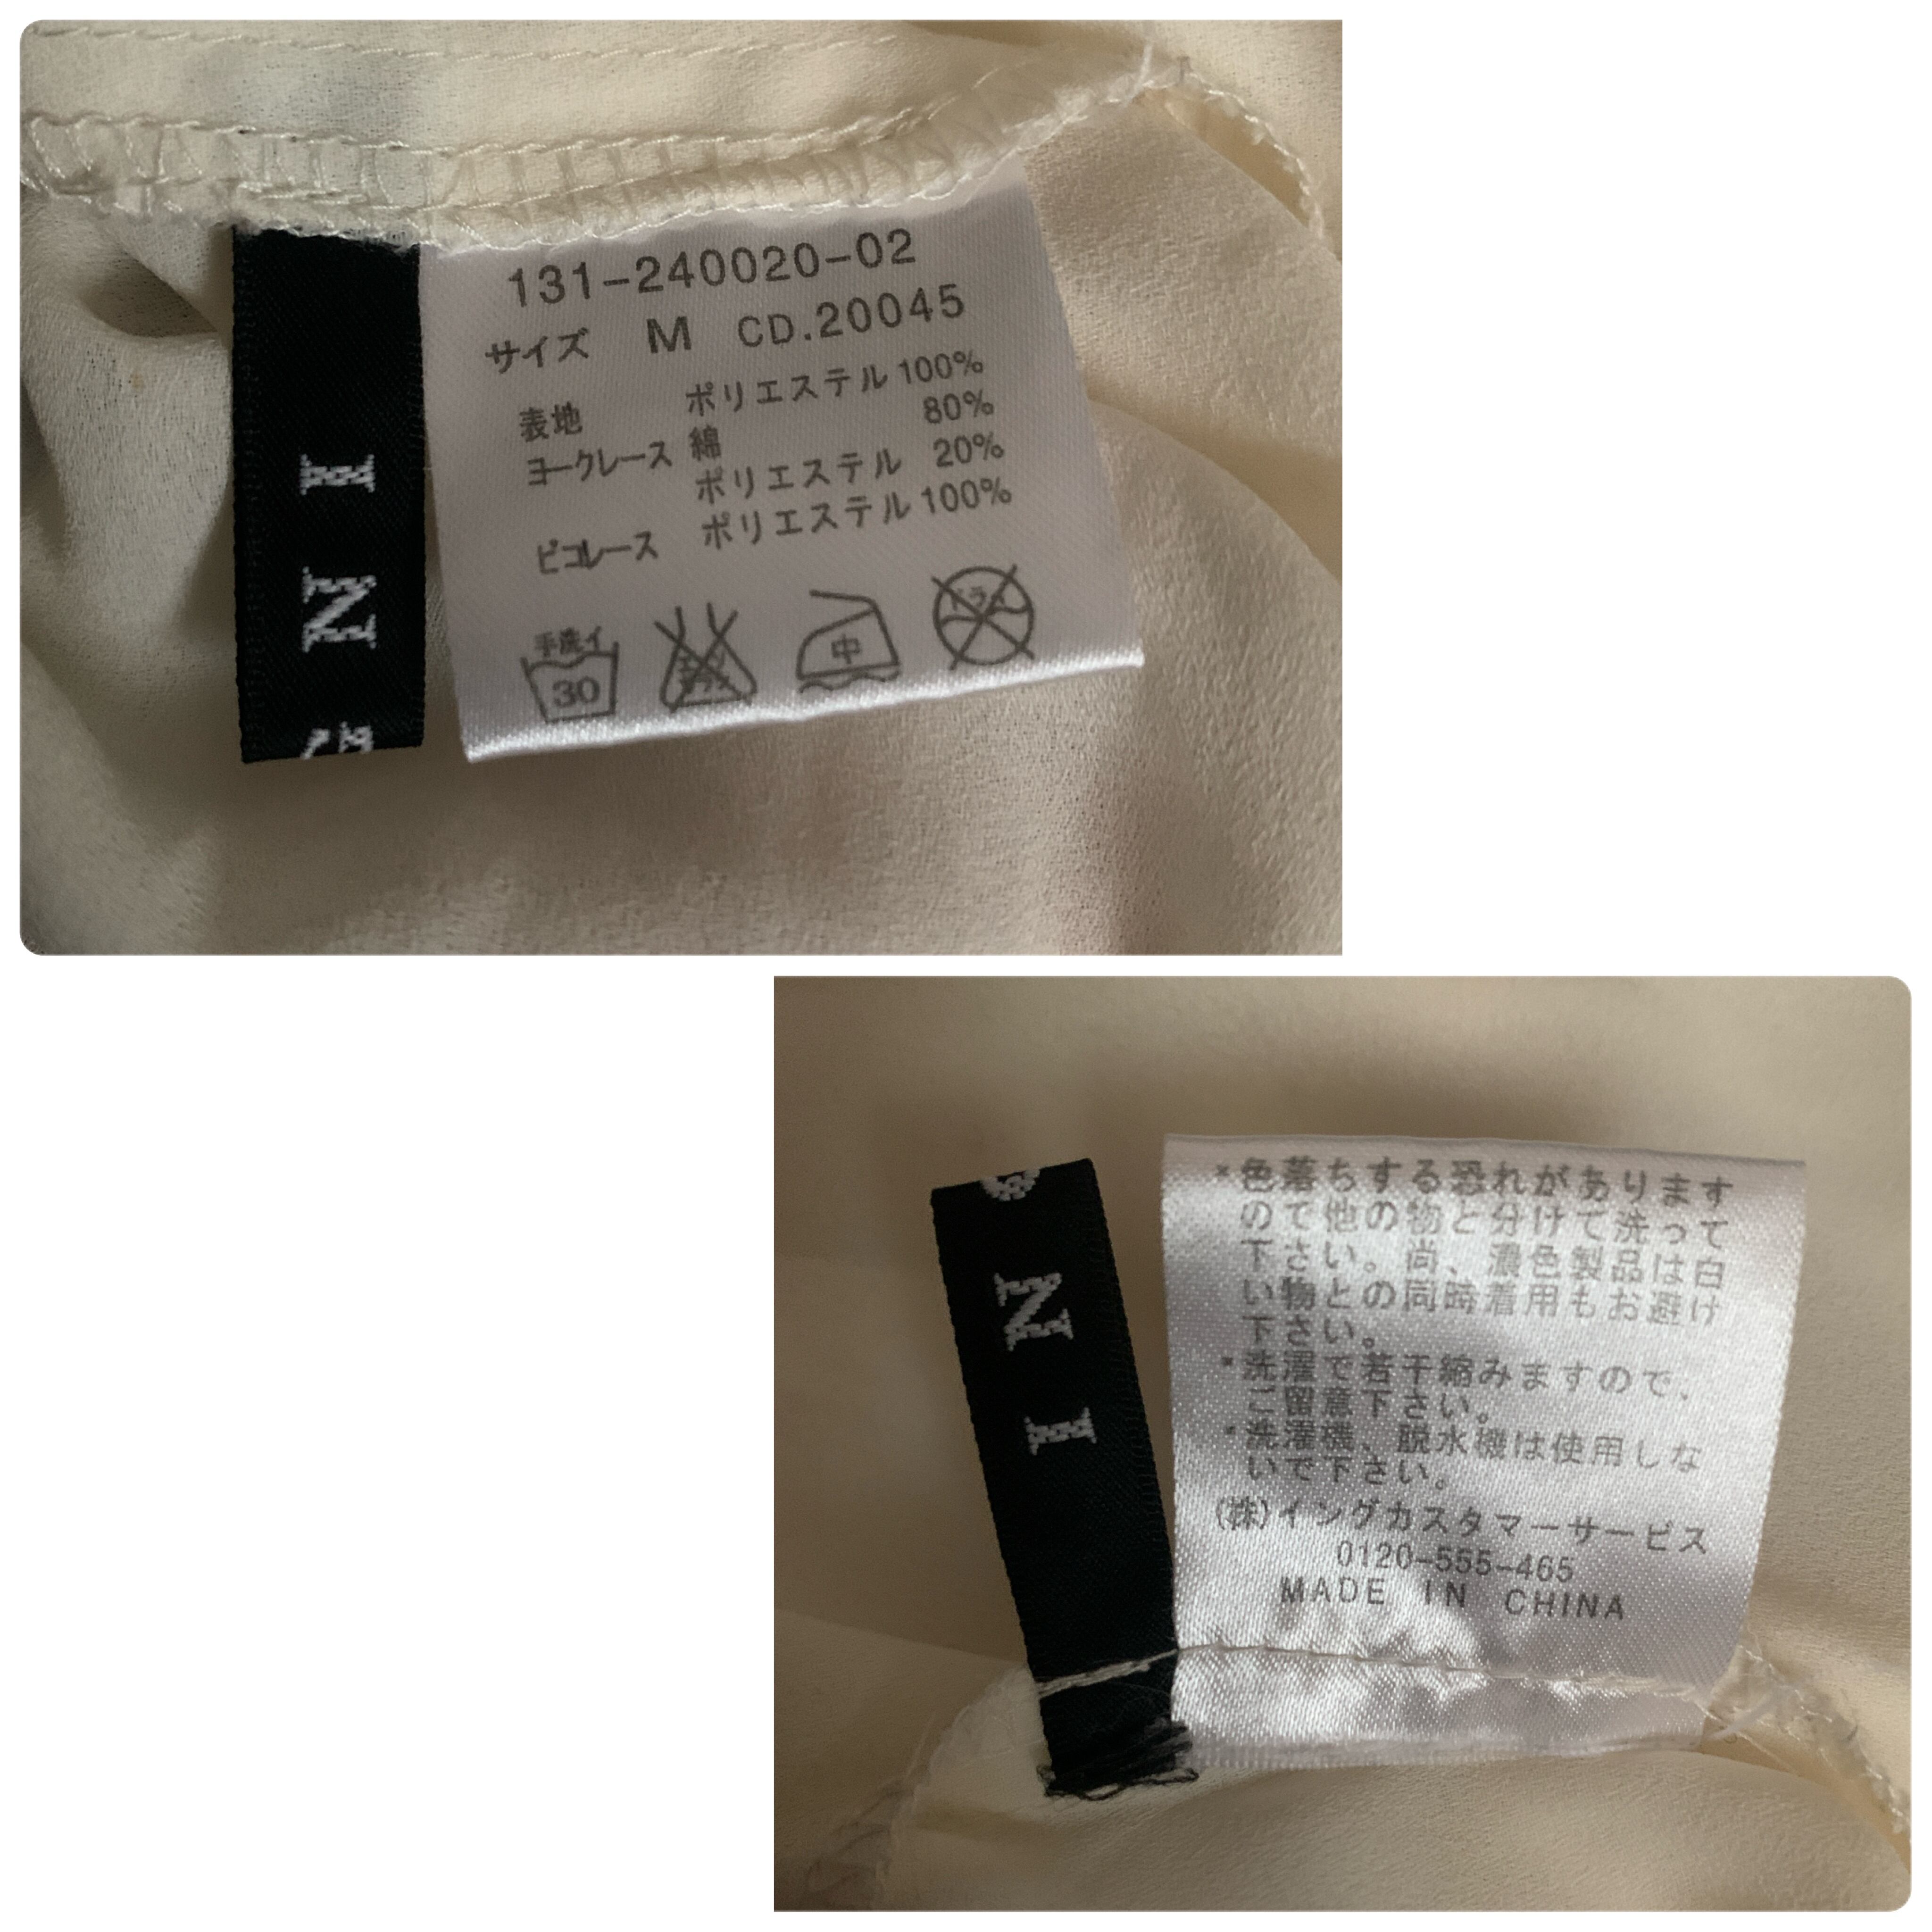 131-240020-02
サイズ M CD.20045
表地 ポリエステル 100%
ヨークレース 綿 80%
ポリエステル 20%
ピコレース ポリエステル 100%
手洗イ
30
中
ドライ
I
N
*色落ちする恐れがあります
ので他の物と分けて洗って
下さい。尚、濃色製品は白
い物との同時着用もお避け
下さい。
*洗濯で若干縮みますので、
ご留意下さい。
*洗濯機、脱水機は使用しな
いで下さい。
(株)イングカスタマーサービス
0120-555-465
MADE IN CHINA
N
I